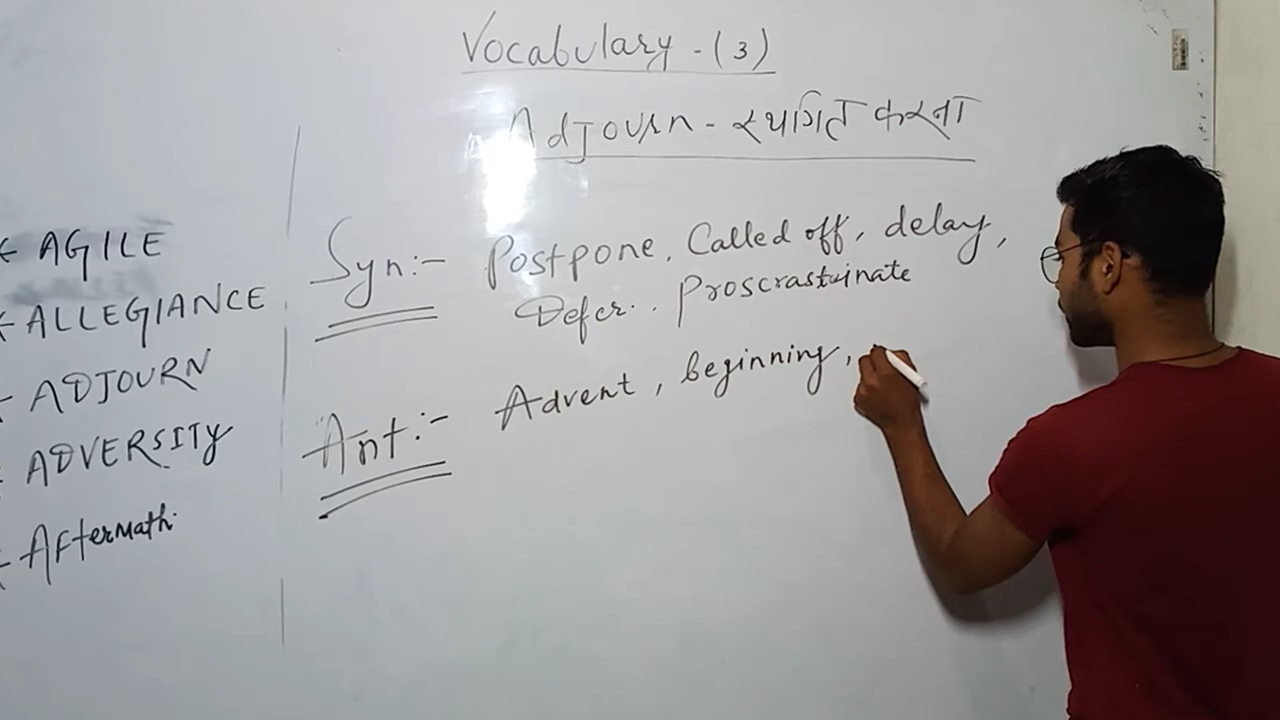 Vocabulary - (3)
Adjourn - स्थगित करना
← AGILE
← ALLEGIANCE
← ADJOURN
← ADVERSITY
← Aftermath.
Syn:- Postpone, Called off, delay,
Defer.. Proscrastinate
Ant:- Advent, beginning,